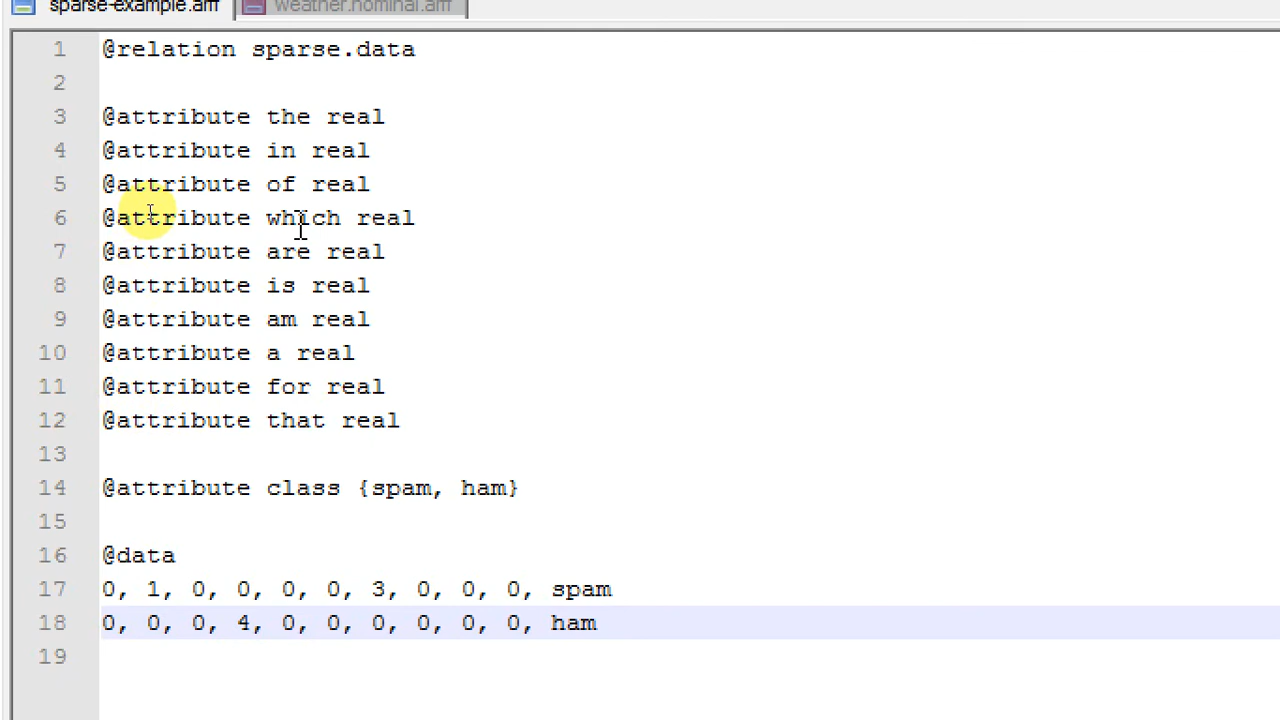 sparse-example.arff weather.nominal.arff
1 @relation sparse.data
2
3 @attribute the real
4 @attribute in real
5 @attribute of real
6 @attribute which real
7 @attribute are real
8 @attribute is real
9 @attribute am real
10 @attribute a real
11 @attribute for real
12 @attribute that real
13
14 @attribute class {spam, ham}
15
16 @data
17 0, 1, 0, 0, 0, 0, 3, 0, 0, 0, spam
18 0, 0, 0, 4, 0, 0, 0, 0, 0, 0, ham
19